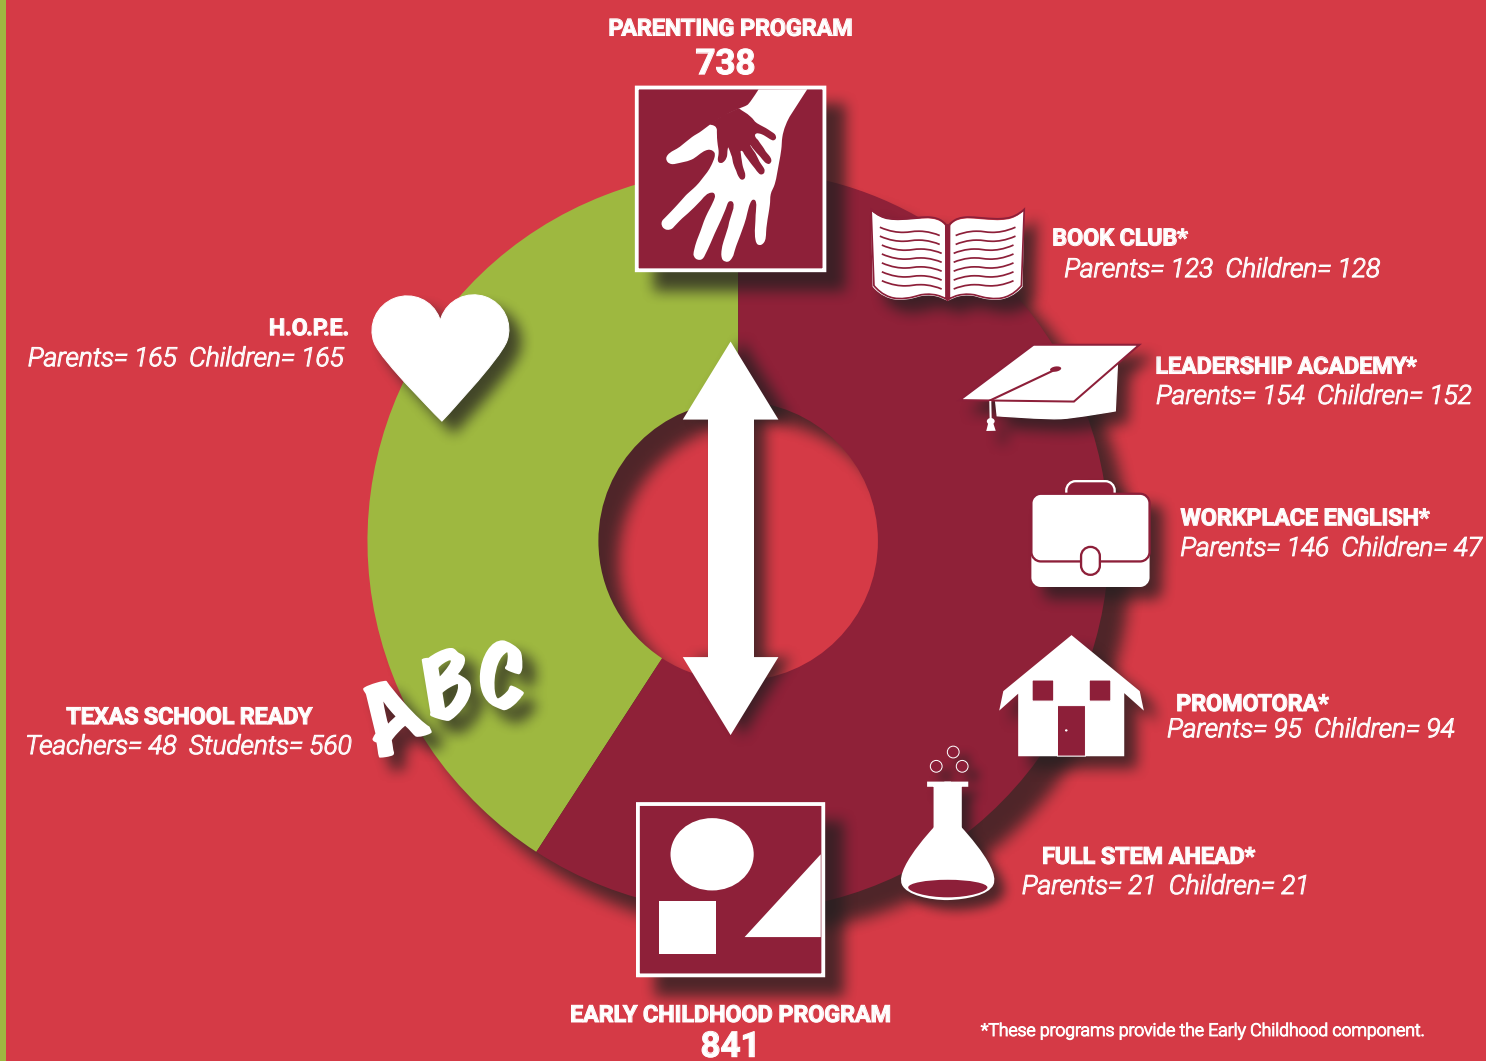 PARENTING PROGRAM
738
BOOK CLUB*
Parents= 123 Children= 128
H.O.P.E.
Parents= 165 Children= 165
LEADERSHIP ACADEMY*
Parents= 154 Children= 152
WORKPLACE ENGLISH*
Parents= 146 Children= 47
ABC
TEXAS SCHOOL READY
Teachers= 48 Students= 560
PROMOTORA*
Parents= 95 Children= 94
FULL STEM AHEAD*
Parents= 21 Children= 21
EARLY CHILDHOOD PROGRAM
841
*These programs provide the Early Childhood component.